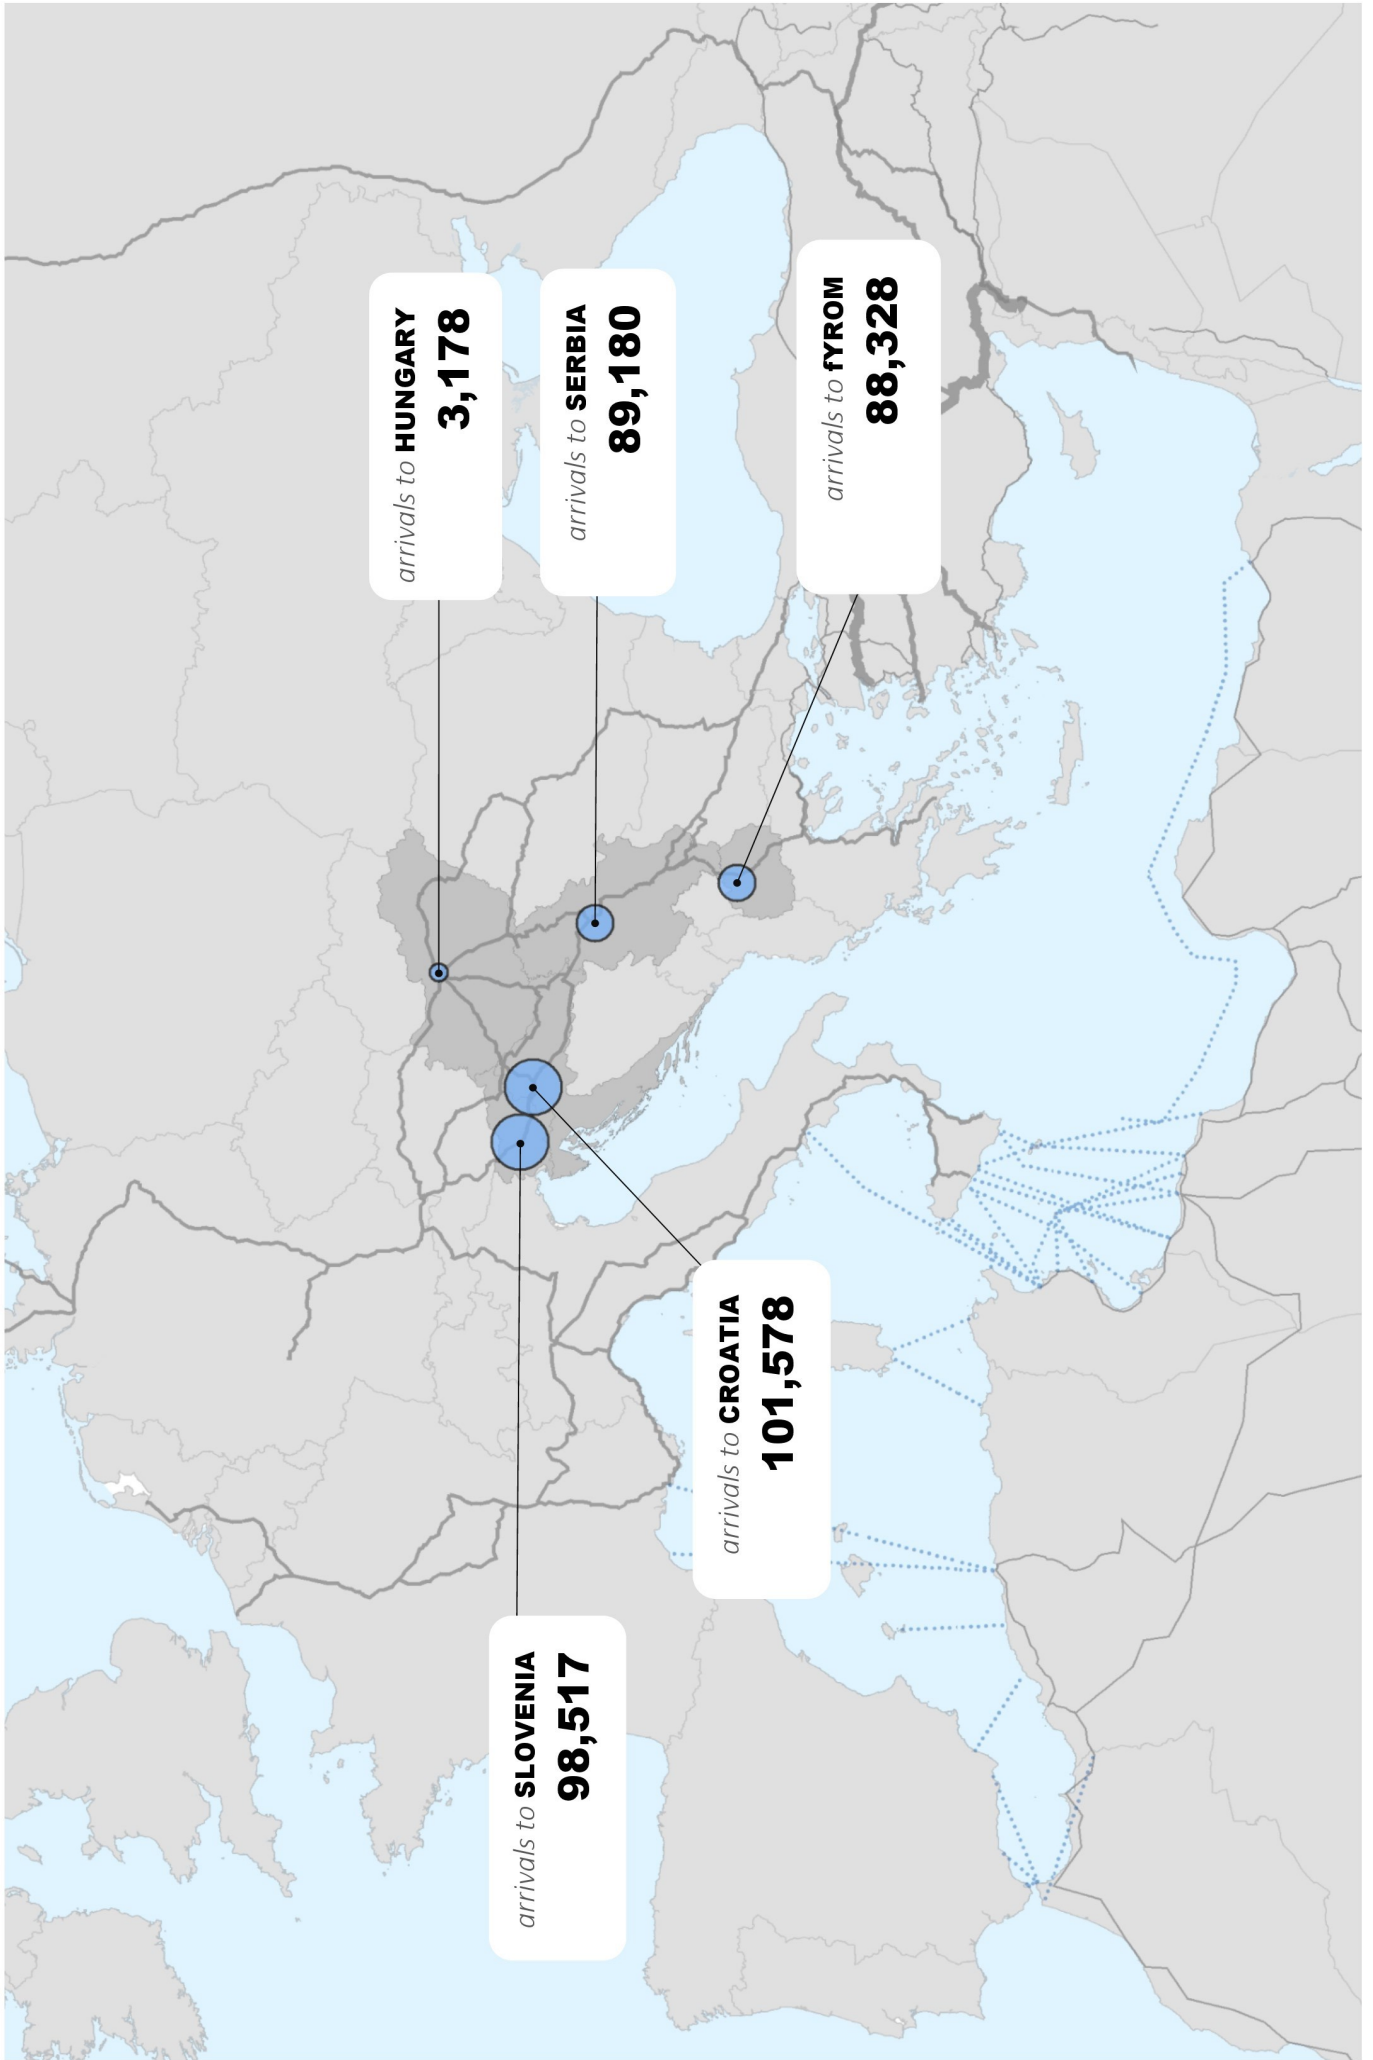 arrivals to HUNGARY
3,178
arrivals to SERBIA
89,180
arrivals to fYROM
88,328
arrivals to SLOVENIA
98,517
arrivals to CROATIA
101,578